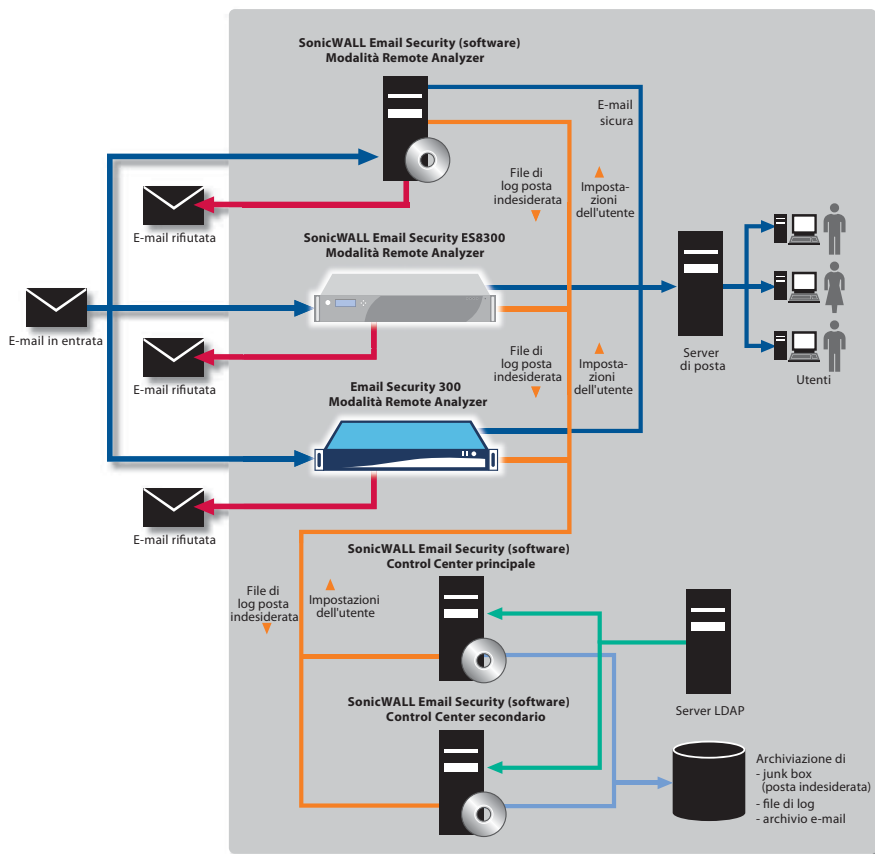 SonicWALL Email Security (software)
Modalità Remote Analyzer
E-mail
sicura
File di
log posta
indesiderata
Imposta-
zioni
dell'utente
E-mail rifiutata
SonicWALL Email Security ES8300
Modalità Remote Analyzer
E-mail in entrata
File di
log posta
indesiderata
Imposta-
zioni
dell'utente
Server
di posta
Utenti
E-mail rifiutata
Email Security 300
Modalità Remote Analyzer
E-mail rifiutata
SonicWALL Email Security (software)
Control Center principale
File di
log posta
indesiderata
Impostazioni
dell'utente
SonicWALL Email Security (software)
Control Center secondario
Server LDAP
Archiviazione di
- junk box
(posta indesiderata)
- file di log
- archivio e-mail